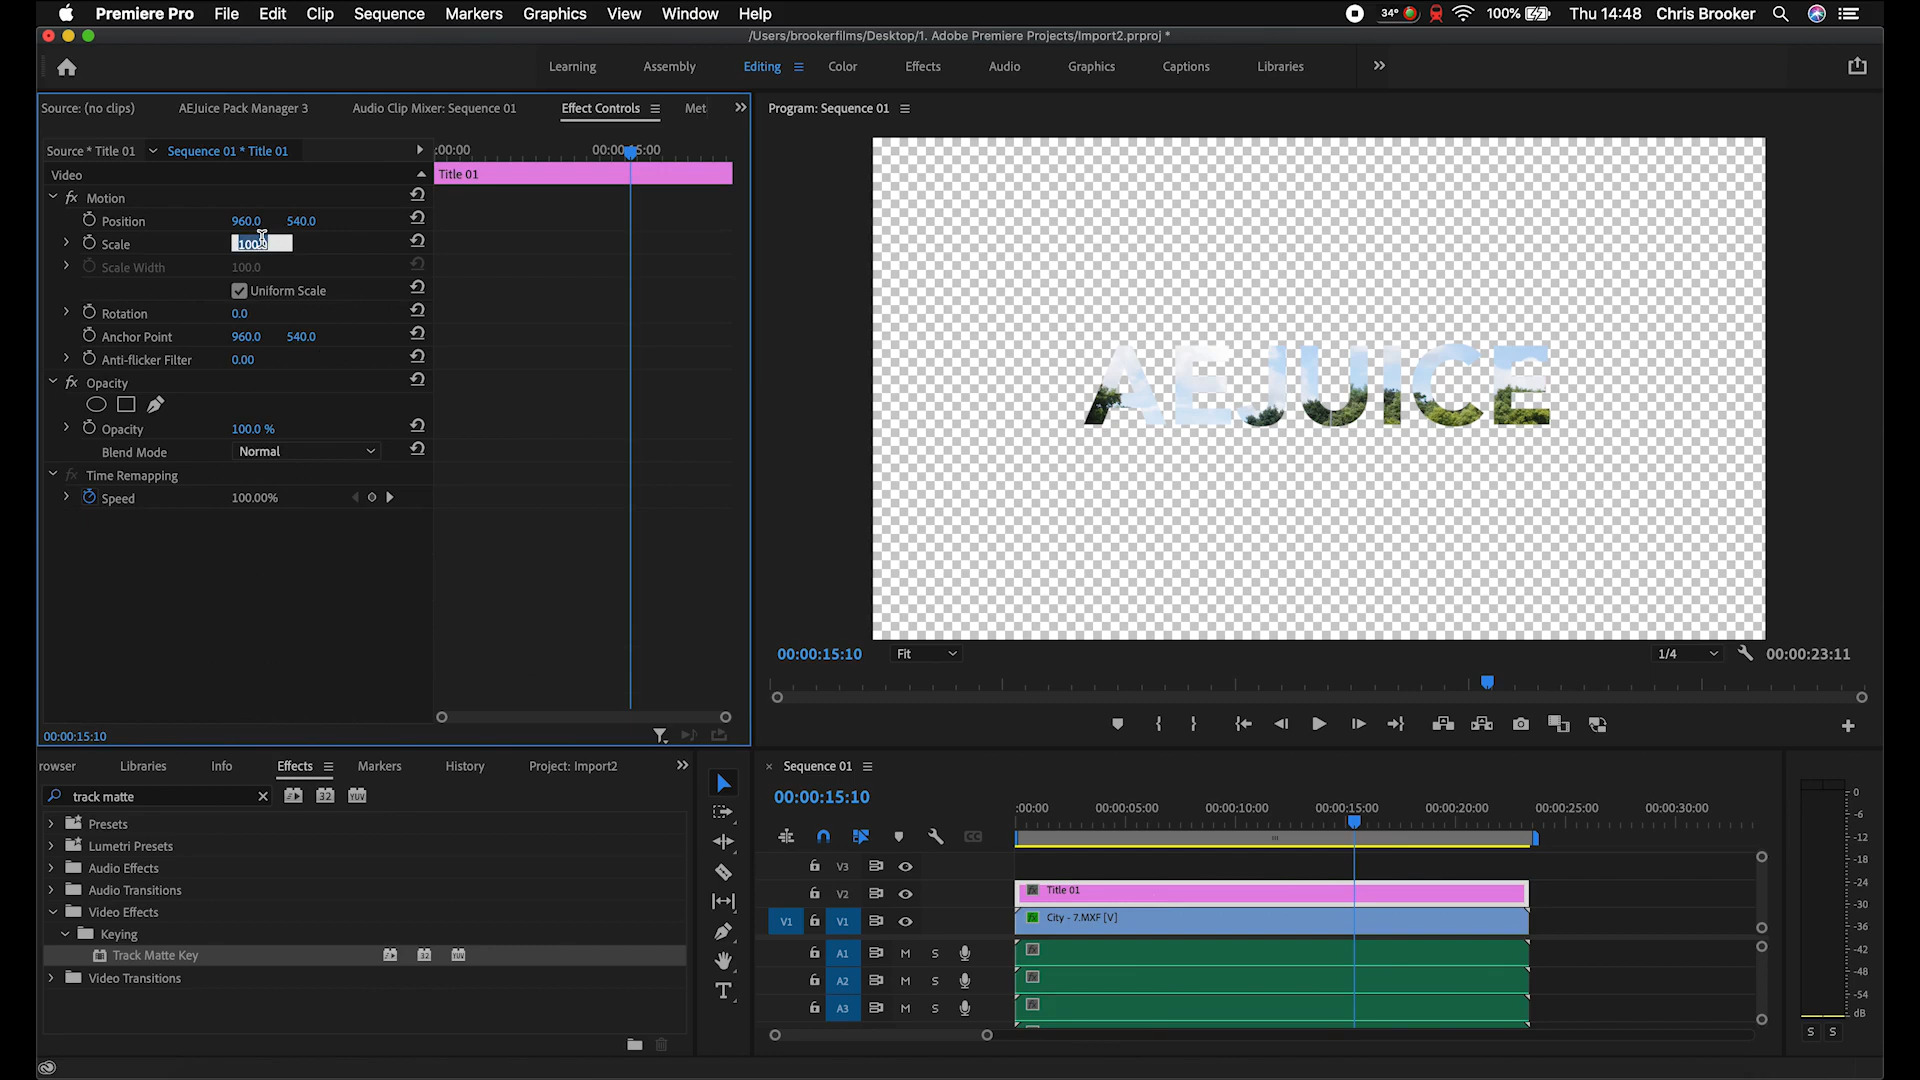 Premiere Pro File Edit Clip Sequence Markers Graphics View Window Help 34° 100% Thu 14:48 Chris Brooker
/Users/brookerfilms/Desktop/1. Adobe Premiere Projects/Import2.prproj *
Learning Assembly Editing Color Effects Audio Graphics Captions Libraries
Source: (no clips) AEJuice Pack Manager 3 Audio Clip Mixer: Sequence 01 Effect Controls Met
Program: Sequence 01
Source * Title 01 Sequence 01 * Title 01
:00:00
Video
Title 01
Motion
Position 960.0 540.0
Scale
Scale Width 100.0
Uniform Scale
Rotation 0.0
Anchor Point 960.0 540.0
Anti-flicker Filter 0.00
Opacity
Opacity 100.0 %
Blend Mode Normal
Time Remapping
Speed 100.00%
AEJUICE
00:00:15:10 Fit 1/4 00:00:23:11
00:00:15:10
rowser Libraries Info Effects Markers History Project: Import2
track matte 32 YUV
Presets
Lumetri Presets
Audio Effects
Audio Transitions
Video Effects
Keying
Track Matte Key 32 YUV
Video Transitions
× Sequence 01
00:00:15:10
:00:00 00:00:05:00 00:00:10:00 00:00:15:00 00:00:20:00 00:00:25:00 00:00:30:00
CC
V3
V2 fx Title 01
V1 V1 fx City - 7.MXF [V]
A1 M S fx
A2 M S fx
A3 M S fx
0
-6
-12
-18
-24
-30
-36
-42
-48
-54
dB
S S